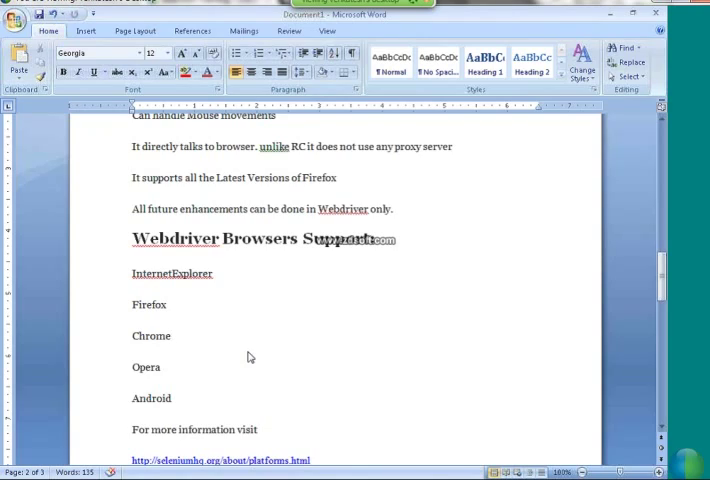 Document1 - Microsoft Word
Home Insert Page Layout References Mailings Review View
Georgia 12
Paste
AaBbCcDc AaBbCcDc AaBbC AaBbCc
¶ Normal ¶ No Spaci... Heading 1 Heading 2
Change Styles
Find
Replace
Select
Clipboard Font Paragraph Styles Editing
Can handle Mouse movements
It directly talks to browser. unlike RC it does not use any proxy server
It supports all the Latest Versions of Firefox
All future enhancements can be done in Webdriver only.
Webdriver Browsers Support:
InternetExplorer
Firefox
Chrome
Opera
Android
For more information visit
http://seleniumhq.org/about/platforms.html
Page: 2 of 3 Words: 135 100%